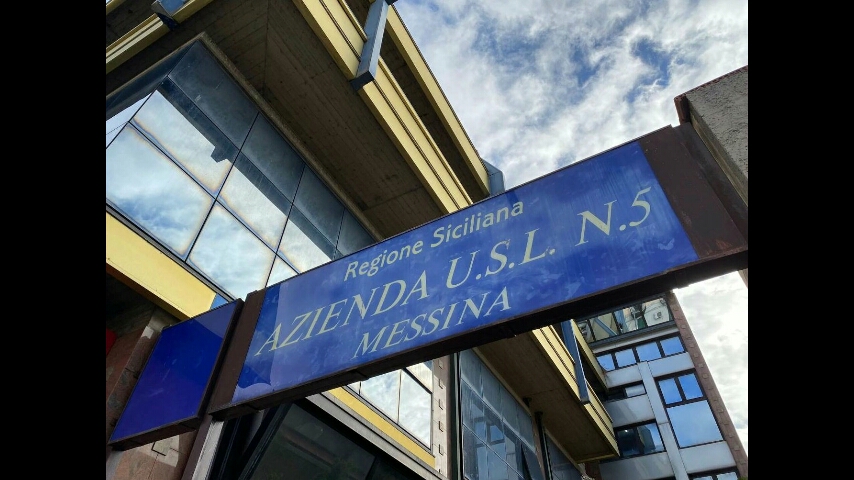 Regione Siciliana
AZIENDA U.S.L. N.5
MESSINA